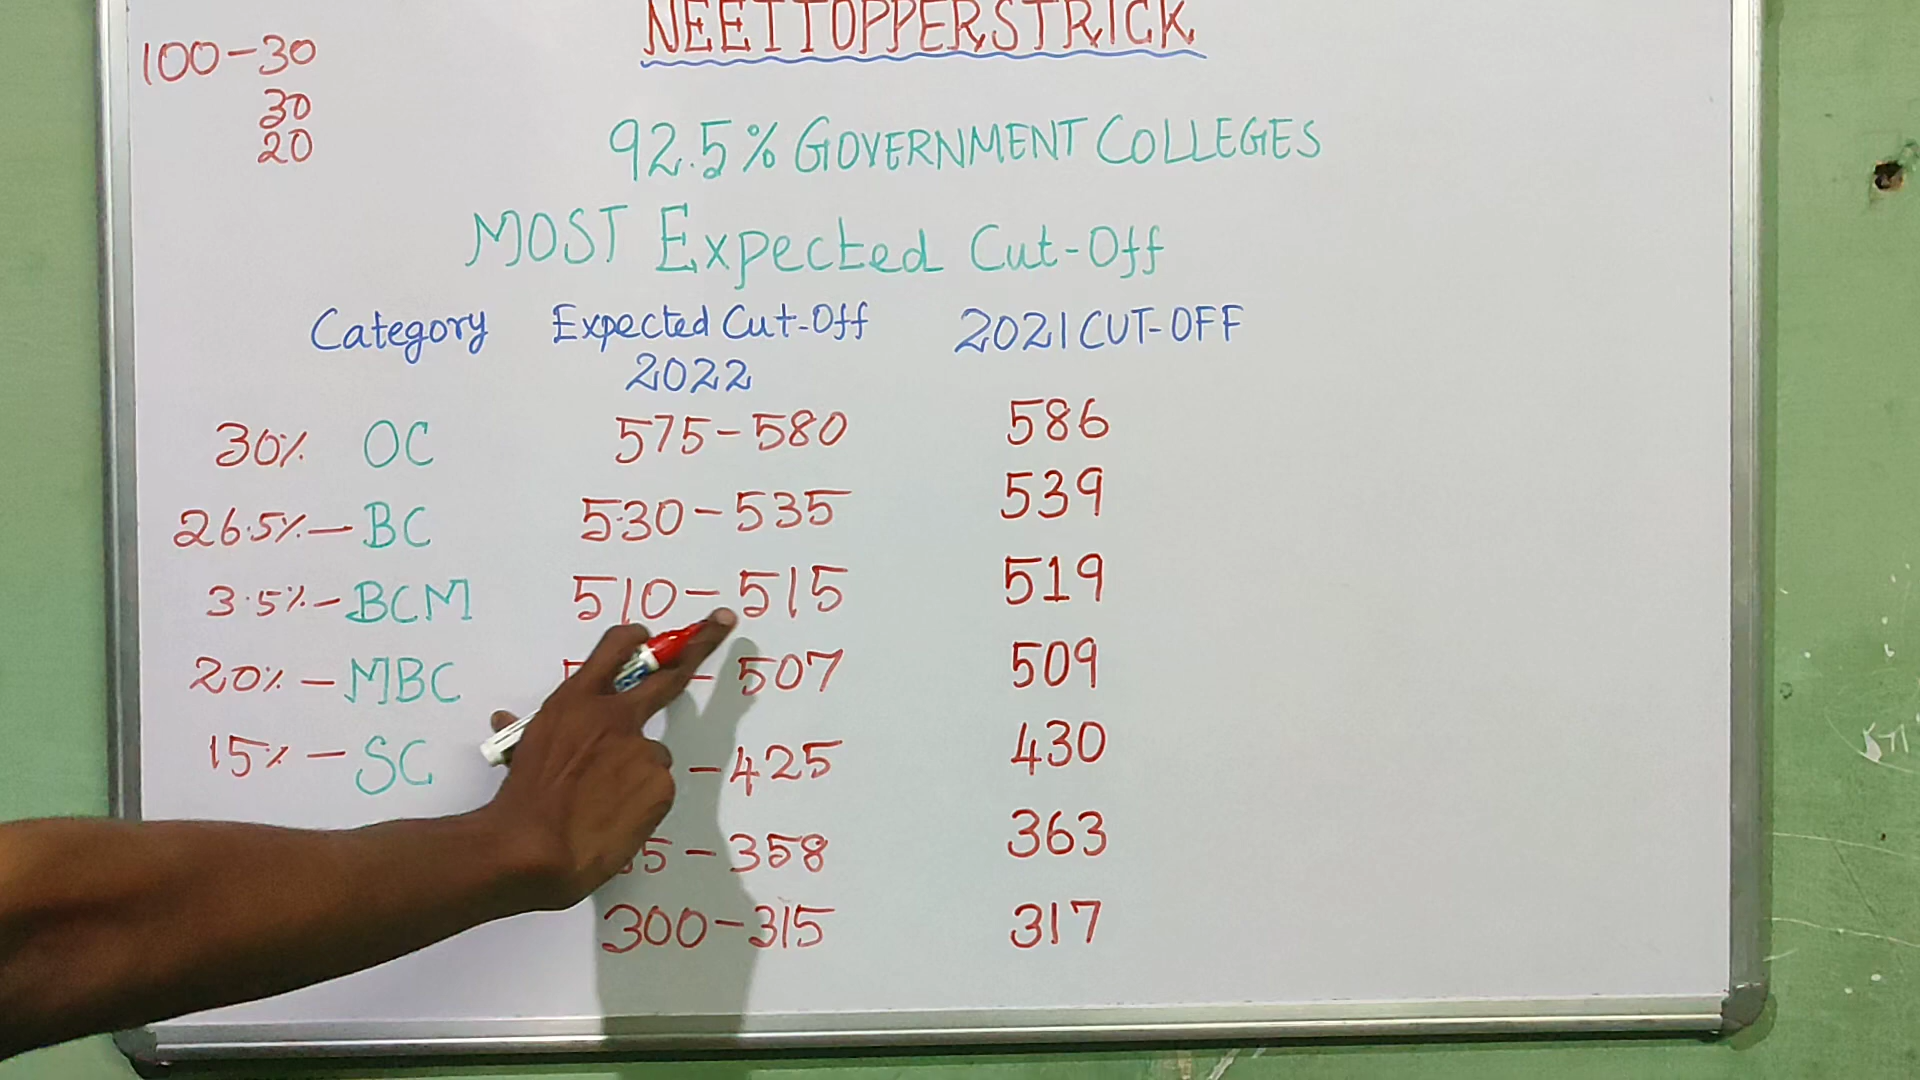 NEETTOPPERSTRICK
100-30
30
20
92.5% GOVERNMENT COLLEGES
MOST Expected Cut-Off
Category Expected Cut-Off 2021 CUT-OFF
2022
30% OC 575-580 586
26.5% - BC 530-535 539
3.5% - BCM 510-515 519
20% - MBC - 507 509
15% - SC - 425 430
5 - 358 363
300-315 317